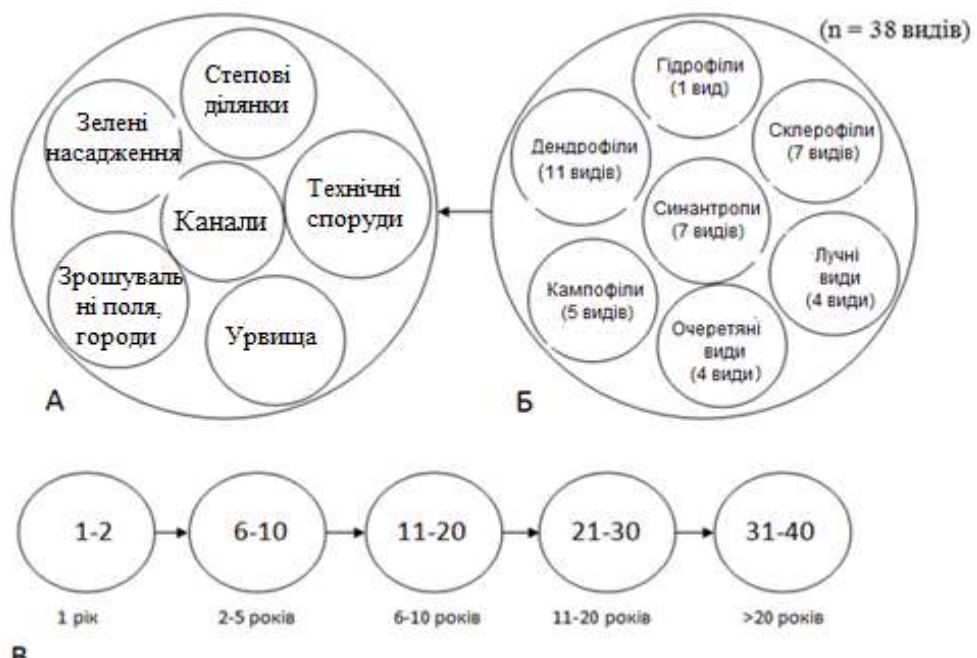 (n = 38 видів)
Степові
ділянки
Зелені
насадження
Технічні
споруди
Канали
Зрошуваль
ні поля,
городи
Урвища
А
Гідрофіли
(1 вид)
Дендрофіли
(11 видів)
Склерофіли
(7 видів)
Синантропи
(7 видів)
Лучні
види
(4 види)
Кампофіли
(5 видів)
Очеретяні
види
(4 види)
Б
1-2
6-10
11-20
21-30
31-40
1 рік
2-5 років
6-10 років
11-20 років
>20 років
В